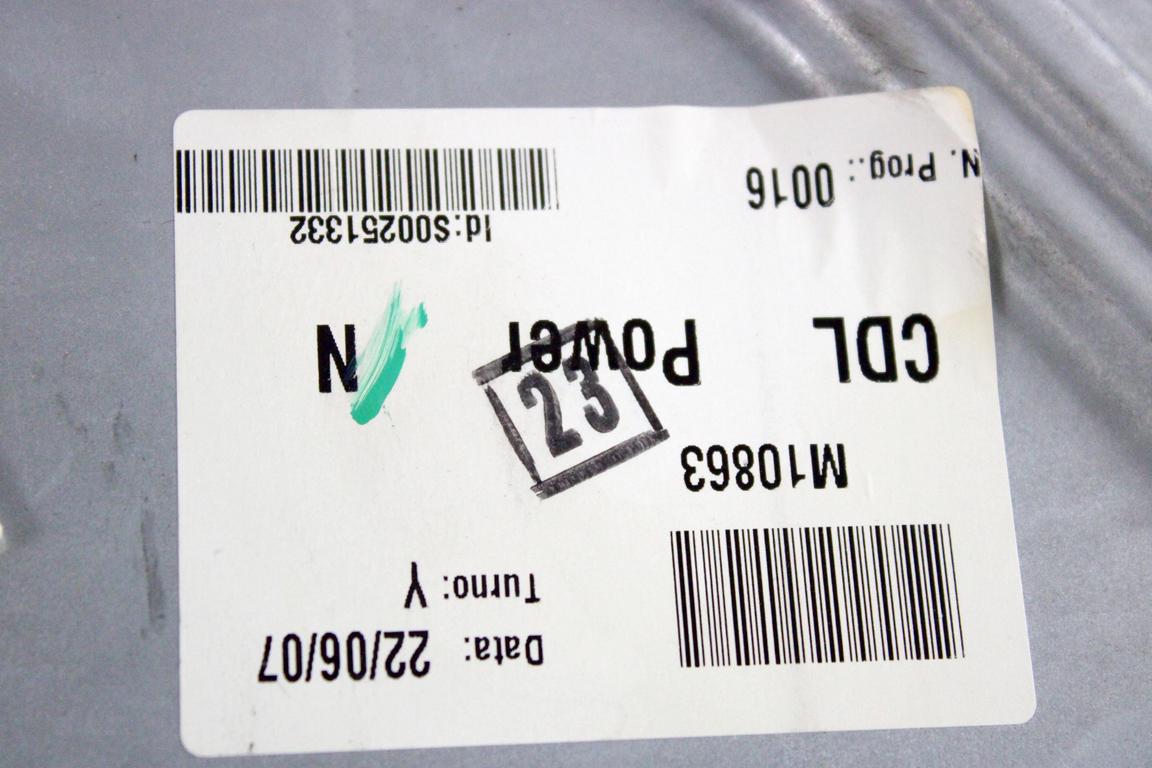 Data: 22/06/07
Turno: Y
M10863
CDL Power N
23
Id:S00251332
N. Prog.: 0016